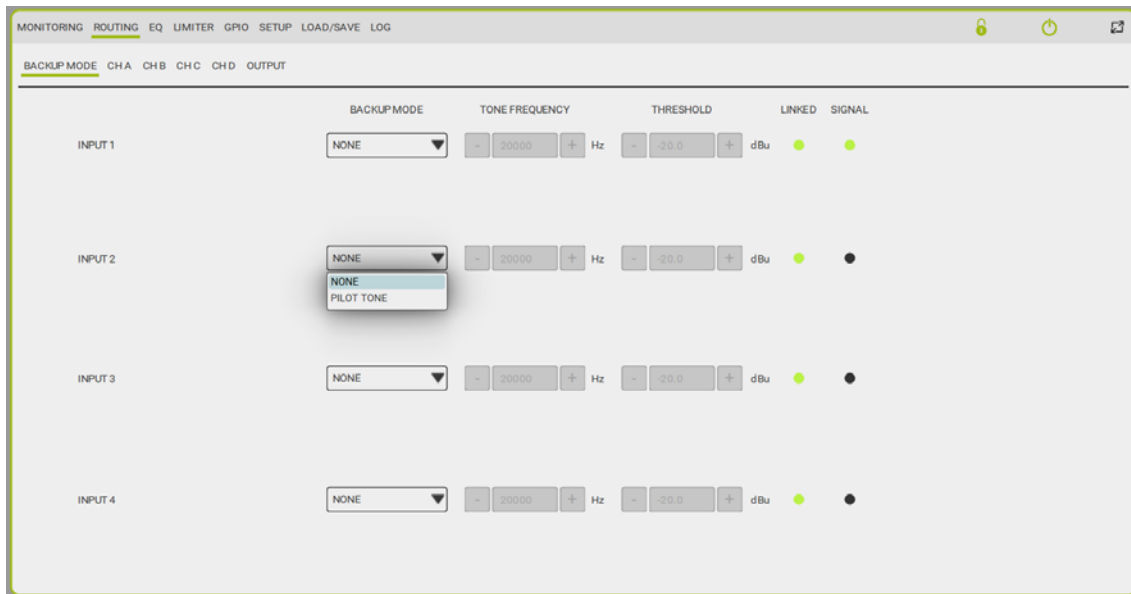 MONITORING ROUTING EQ LIMITER GPIO SETUP LOAD/SAVE LOG
BACKUP MODE CH A CH B CH C CH D OUTPUT
BACKUP MODE TONE FREQUENCY THRESHOLD LINKED SIGNAL
INPUT 1 NONE - 20000 + Hz - -20.0 + dBu
INPUT 2 NONE - 20000 + Hz - -20.0 + dBu
NONE
PILOT TONE
INPUT 3 NONE - 20000 + Hz - -20.0 + dBu
INPUT 4 NONE - 20000 + Hz - -20.0 + dBu